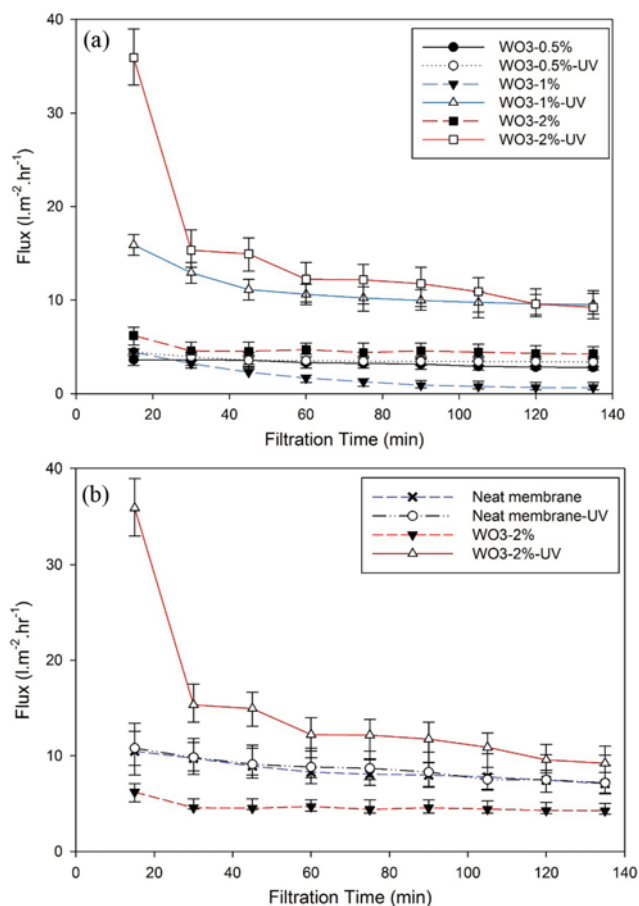 (a)
WO3-0.5%
WO3-0.5%-UV
WO3-1%
WO3-1%-UV
WO3-2%
WO3-2%-UV
40
30
20
10
0
Flux (l.m⁻².hr⁻¹)
0 20 40 60 80 100 120 140
Filtration Time (min)
(b)
Neat membrane
Neat membrane-UV
WO3-2%
WO3-2%-UV
40
30
20
10
0
Flux (l.m⁻².hr⁻¹)
0 20 40 60 80 100 120 140
Filtration Time (min)